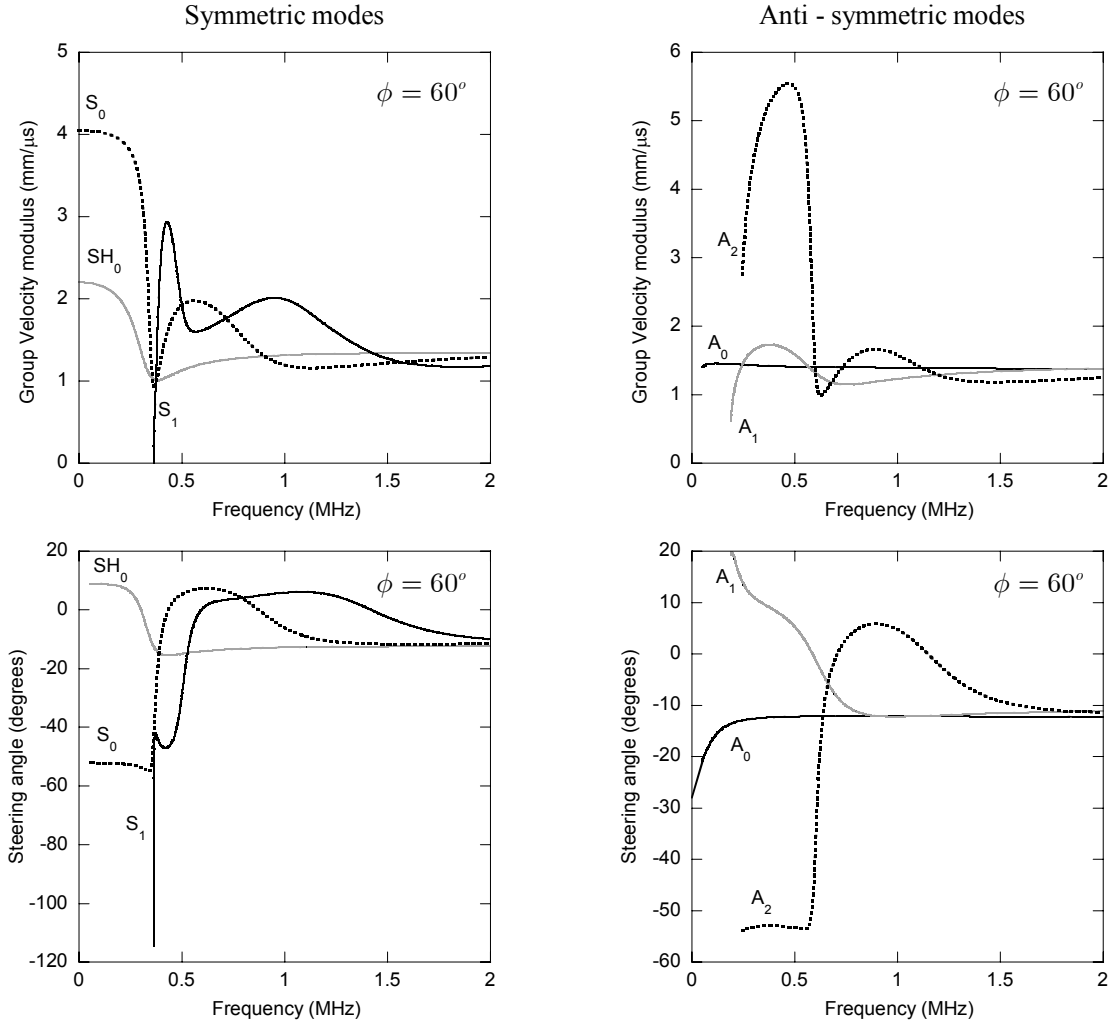 Symmetric modes
Anti - symmetric modes
Group Velocity modulus (mm/µs)
5
4
3
2
1
0
ϕ = 60°
S0
SH0
S1
0 0.5 1 1.5 2
Frequency (MHz)
Group Velocity modulus (mm/µs)
6
5
4
3
2
1
0
ϕ = 60°
A2
A0
A1
0 0.5 1 1.5 2
Frequency (MHz)
Steering angle (degrees)
20
0
-20
-40
-60
-80
-100
-120
SH0
ϕ = 60°
S0
S1
0 0.5 1 1.5 2
Frequency (MHz)
Steering angle (degrees)
20
10
0
-10
-20
-30
-40
-50
-60
A1
ϕ = 60°
A0
A2
0 0.5 1 1.5 2
Frequency (MHz)